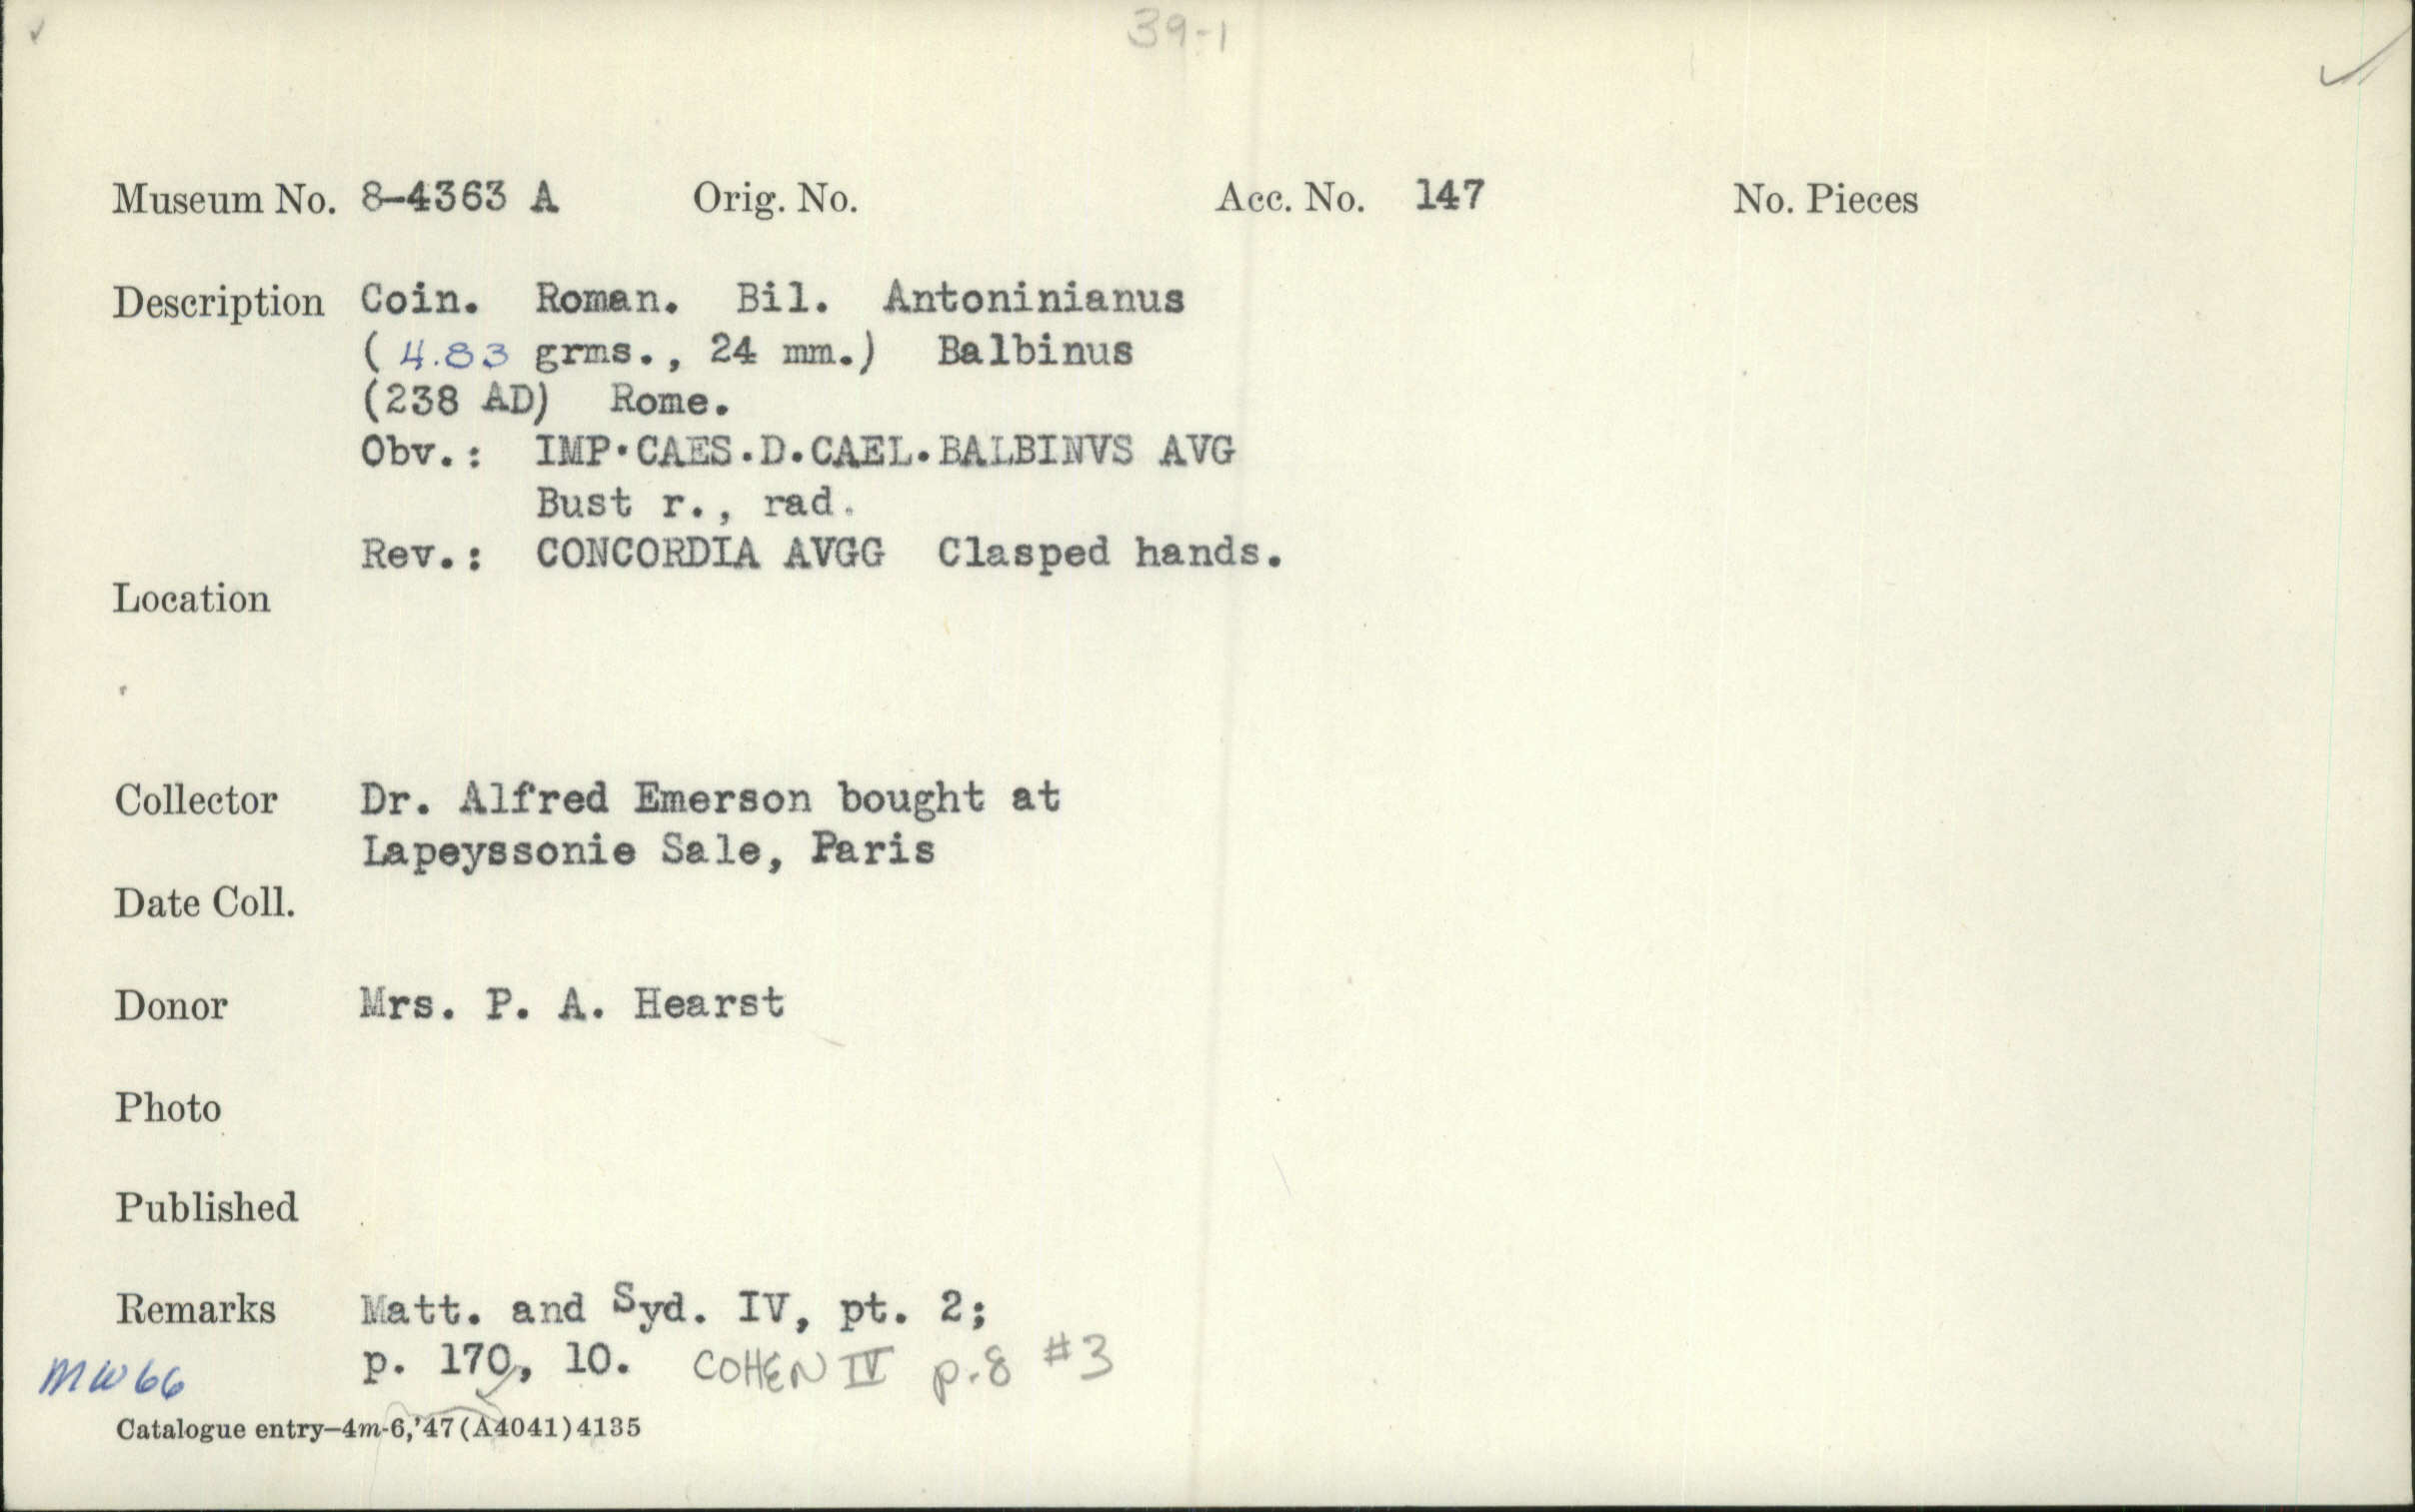 39-1
Museum No. 8-4363 A Orig. No. Acc. No. 147 No. Pieces
Description Coin. Roman. Bil. Antoninianus
( 4.83 grms., 24 mm.) Balbinus
(238 AD) Rome.
Obv.: IMP.CAES.D.CAEL.BALBINVS AVG
Bust r., rad.
Rev.: CONCORDIA AVGG Clasped hands.
Location
Collector Dr. Alfred Emerson bought at
Lapeyssonie Sale, Paris
Date Coll.
Donor Mrs. P. A. Hearst
Photo
Published
Remarks Matt. and Syd. IV, pt. 2;
p. 170, 10. COHEN IV p.8 #3
MW66
Catalogue entry—4m-6,'47(A4041)4135